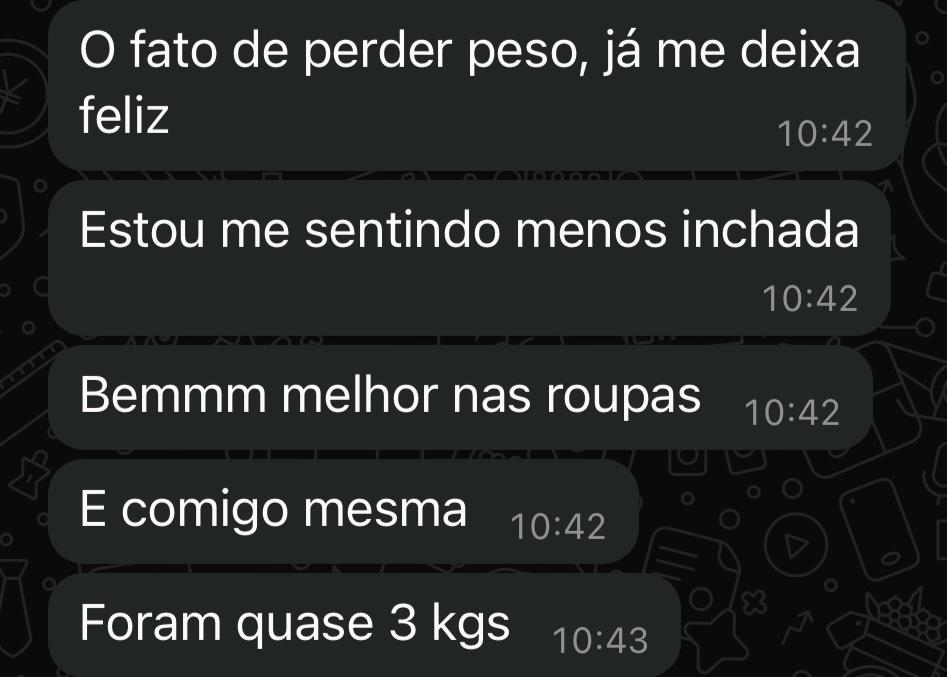 O fato de perder peso, já me deixa
feliz
10:42
Estou me sentindo menos inchada
10:42
Bemmm melhor nas roupas 10:42
E comigo mesma 10:42
Foram quase 3 kgs 10:43